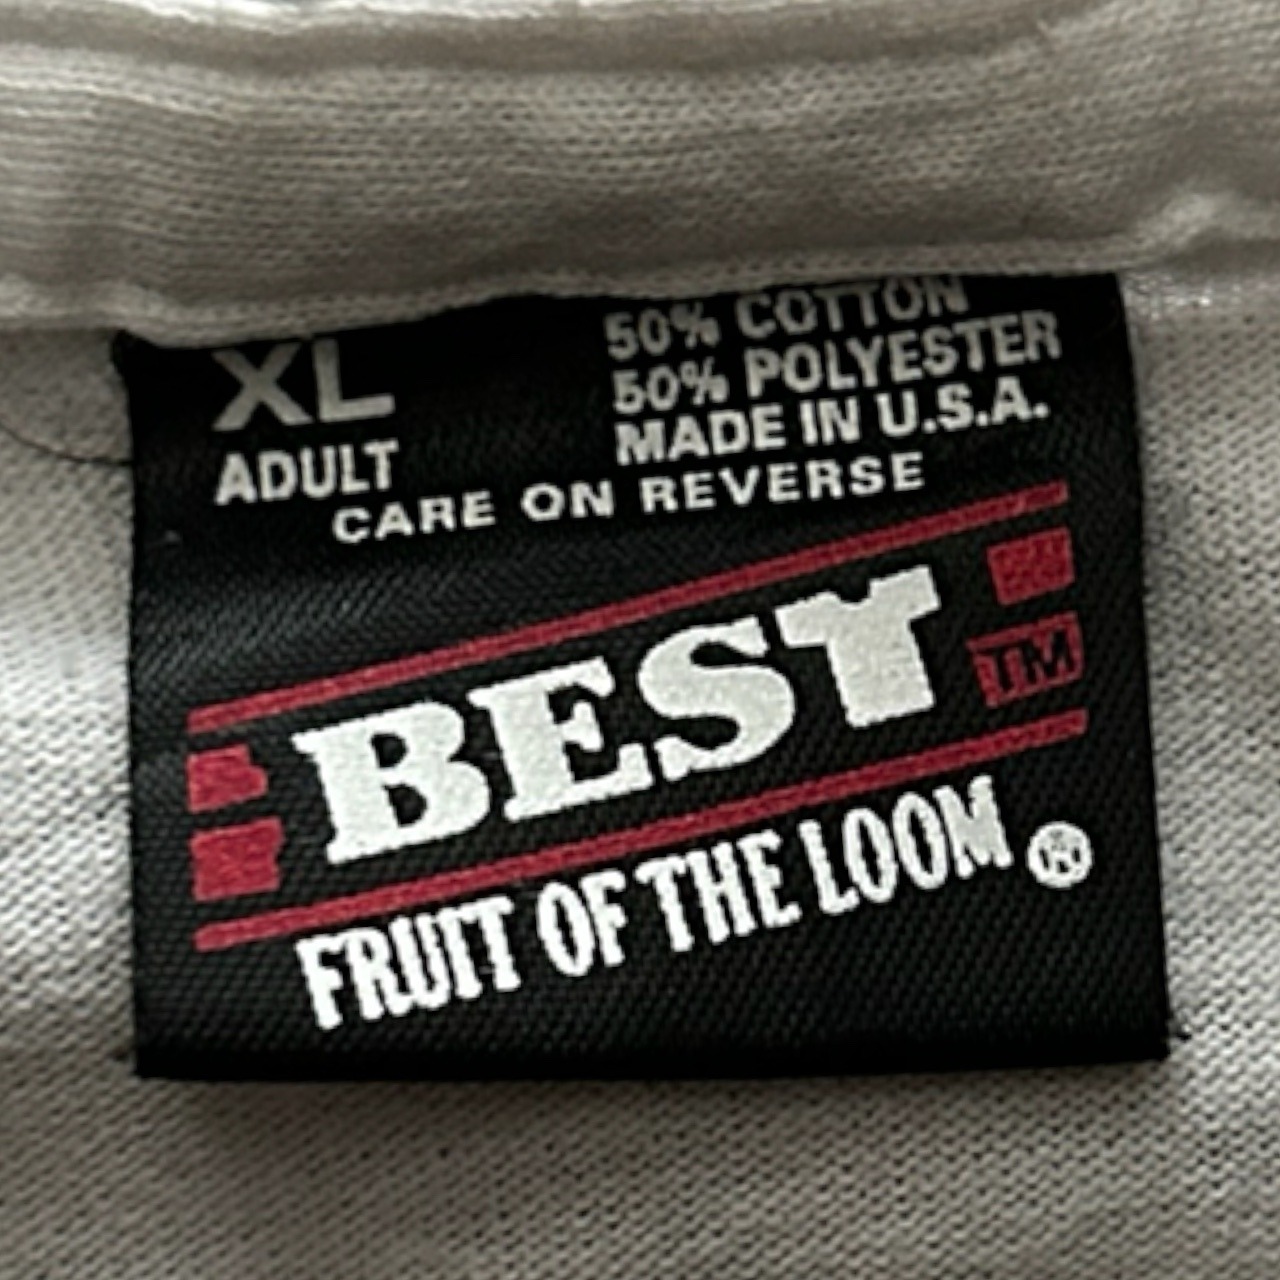 XL
ADULT
50% COTTON
50% POLYESTER
MADE IN U.S.A.
CARE ON REVERSE
BEST
TM
FRUIT OF THE LOOM ®